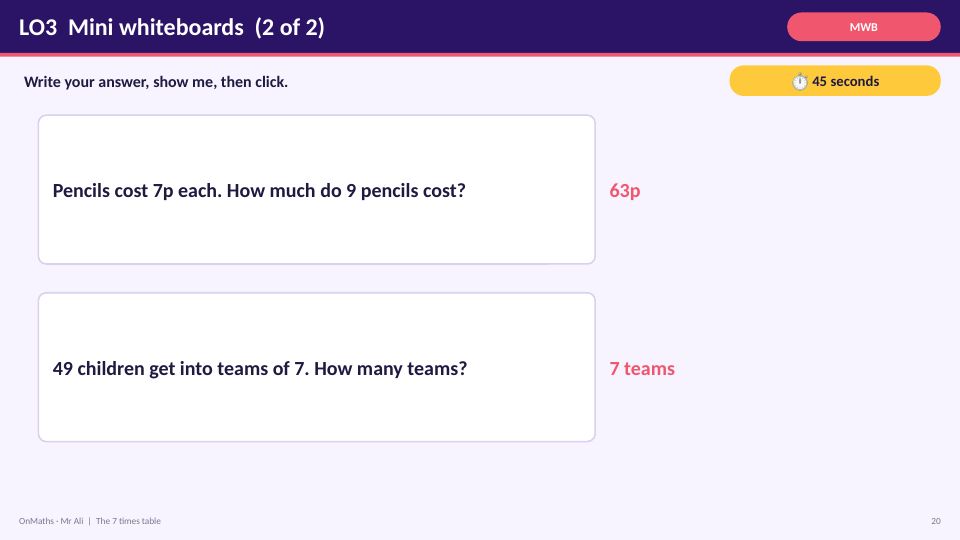 LO3  Mini whiteboards  (2 of 2)
MWB
Write your answer, show me, then click.
⏱️ 45 seconds
Pencils cost 7p each. How much do 9 pencils cost?
63p
49 children get into teams of 7. How many teams?
7 teams
OnMaths - Mr Ali  |  The 7 times table
20